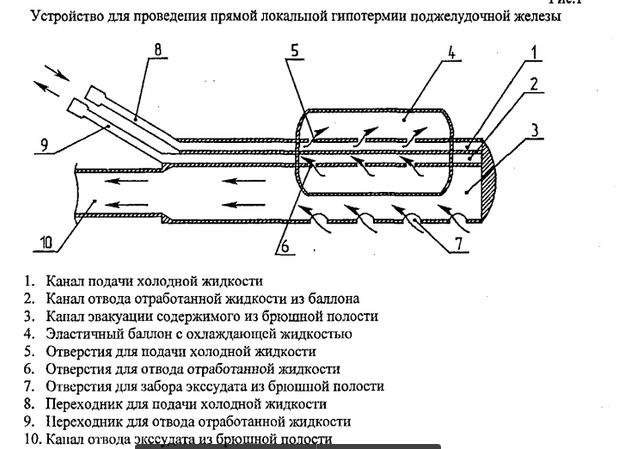 Рис.1
Устройство для проведения прямой локальной гипотермии поджелудочной железы
8 5 4 1
2
3
9
10 6 7
1. Канал подачи холодной жидкости
2. Канал отвода отработанной жидкости из баллона
3. Канал эвакуации содержимого из брюшной полости
4. Эластичный баллон с охлаждающей жидкостью
5. Отверстия для подачи холодной жидкости
6. Отверстия для отвода отработанной жидкости
7. Отверстия для забора экссудата из брюшной полости
8. Переходник для подачи холодной жидкости
9. Переходник для отвода отработанной жидкости
10. Канал отвода экссудата из брюшной полости